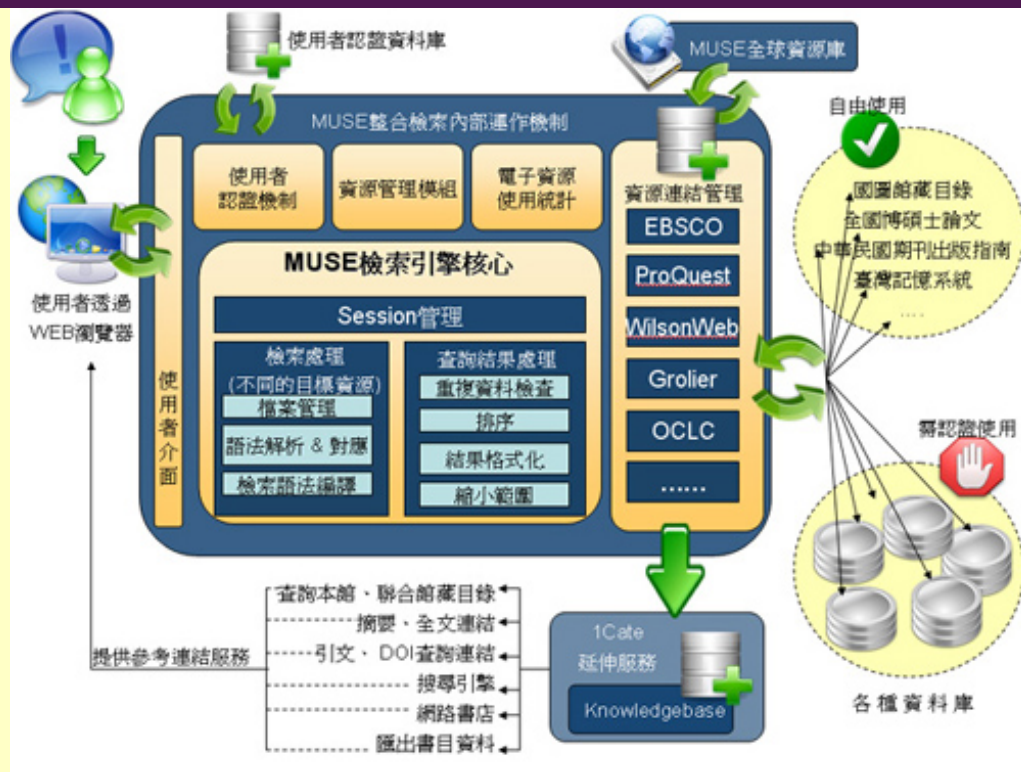 使用者認證資料庫
MUSE全球資源庫
MUSE整合檢索內部運作機制
自由使用
使用者
認證機制
資源管理模組
電子資源
使用統計
資源連結管理
EBSCO
ProQuest
WilsonWeb
Grolier
OCLC
......
國圖館藏目錄
全國博碩士論文
中華民國期刊出版指南
臺灣記憶系統
....
使用者透過
WEB瀏覽器
使用者介面
MUSE檢索引擎核心
Session管理
檢索處理
(不同的目標資源)
檔案管理
語法解析 & 對應
檢索語法編譯
查詢結果處理
重複資料檢查
排序
結果格式化
縮小範圍
需認證使用
各種資料庫
提供參考連結服務
查詢本館、聯合館藏目錄
摘要、全文連結
引文、DOI查詢連結
搜尋引擎
網路書店
匯出書目資料
1Cate
延伸服務
Knowledgebase